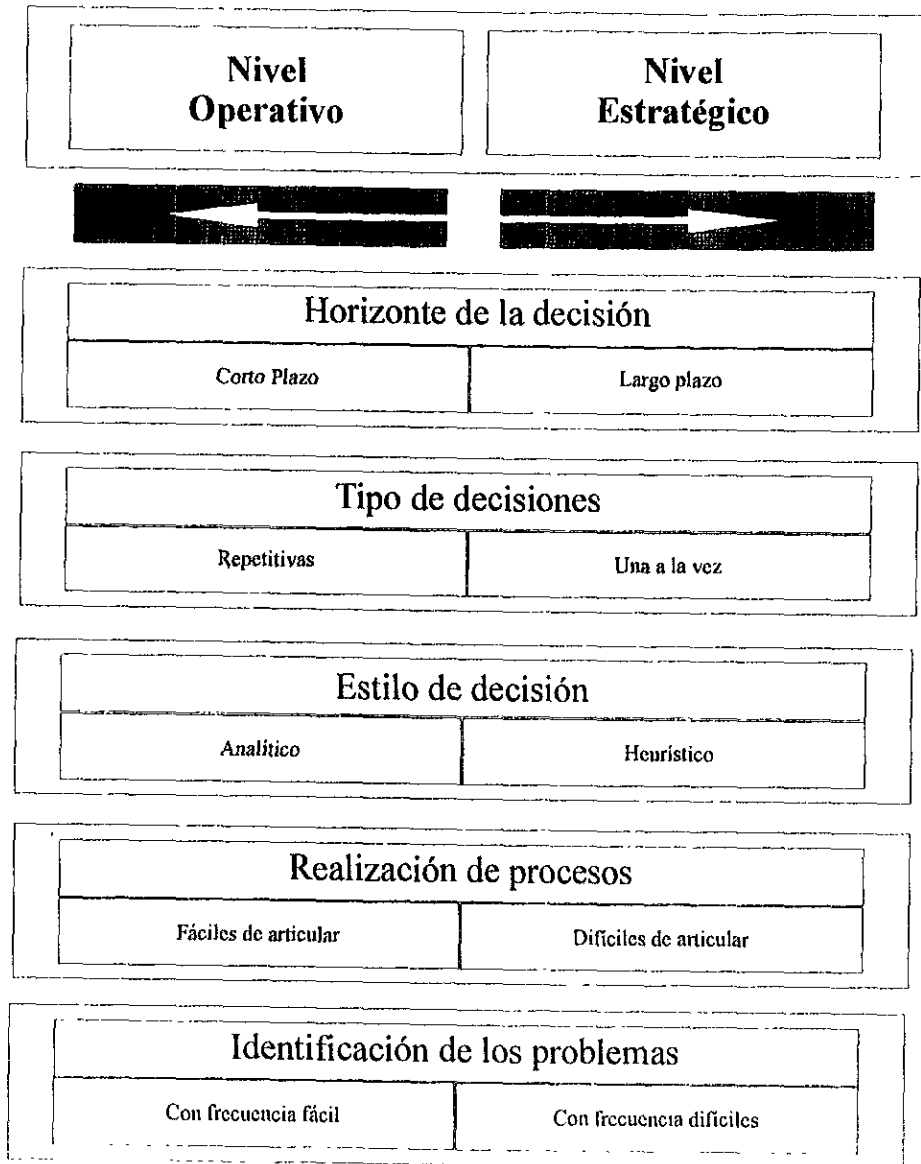 Nivel
Operativo
Nivel
Estratégico
Horizonte de la decisión
Corto Plazo
Largo plazo
Tipo de decisiones
Repetitivas
Una a la vez
Estilo de decisión
Analítico
Heurístico
Realización de procesos
Fáciles de articular
Difíciles de articular
Identificación de los problemas
Con frecuencia fácil
Con frecuencia difíciles